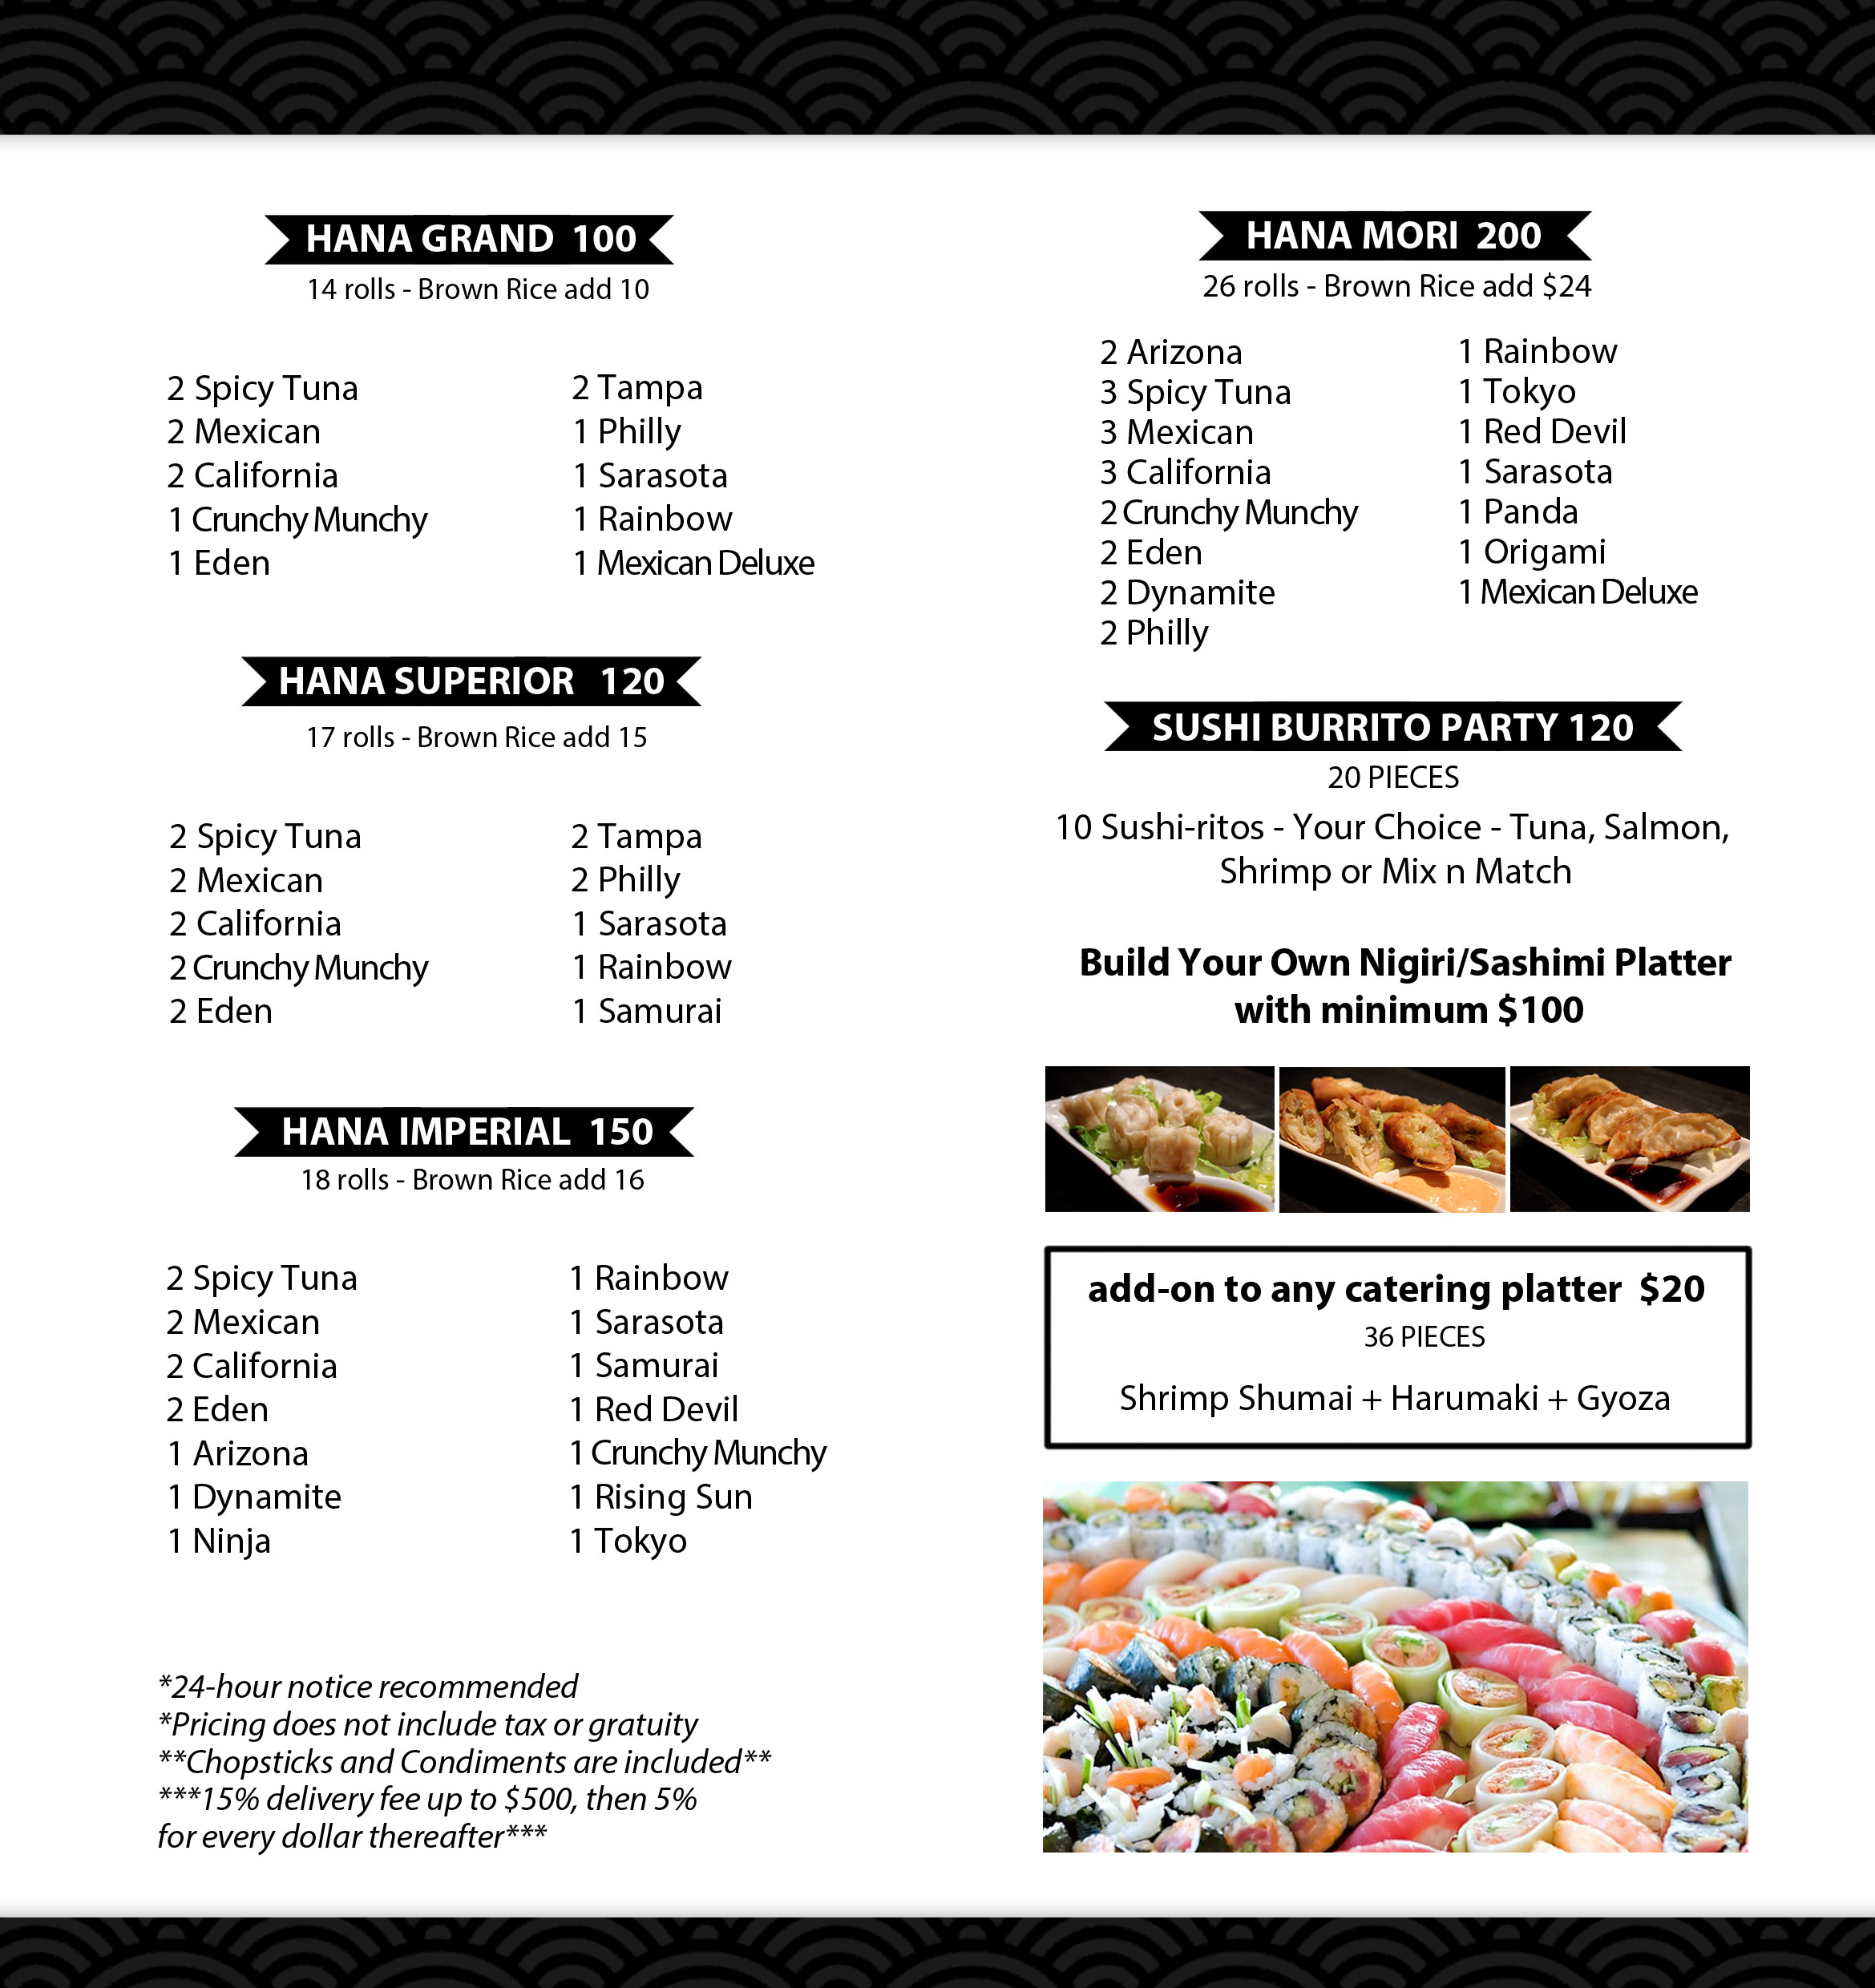 HANA GRAND 100
14 rolls - Brown Rice add 10
2 Spicy Tuna
2 Mexican
2 California
1 Crunchy Munchy
1 Eden
2 Tampa
1 Philly
1 Sarasota
1 Rainbow
1 Mexican Deluxe
HANA SUPERIOR 120
17 rolls - Brown Rice add 15
2 Spicy Tuna
2 Mexican
2 California
2 Crunchy Munchy
2 Eden
2 Tampa
2 Philly
1 Sarasota
1 Rainbow
1 Samurai
HANA IMPERIAL 150
18 rolls - Brown Rice add 16
2 Spicy Tuna
2 Mexican
2 California
2 Eden
1 Arizona
1 Dynamite
1 Ninja
1 Rainbow
1 Sarasota
1 Samurai
1 Red Devil
1 Crunchy Munchy
1 Rising Sun
1 Tokyo
*24-hour notice recommended
*Pricing does not include tax or gratuity
**Chopsticks and Condiments are included**
***15% delivery fee up to $500, then 5%
for every dollar thereafter***
HANA MORI 200
26 rolls - Brown Rice add $24
2 Arizona
3 Spicy Tuna
3 Mexican
3 California
2 Crunchy Munchy
2 Eden
2 Dynamite
2 Philly
1 Rainbow
1 Tokyo
1 Red Devil
1 Sarasota
1 Panda
1 Origami
1 Mexican Deluxe
SUSHI BURRITO PARTY 120
20 PIECES
10 Sushi-ritos - Your Choice - Tuna, Salmon,
Shrimp or Mix n Match
Build Your Own Nigiri/Sashimi Platter
with minimum $100
add-on to any catering platter $20
36 PIECES
Shrimp Shumai + Harumaki + Gyoza